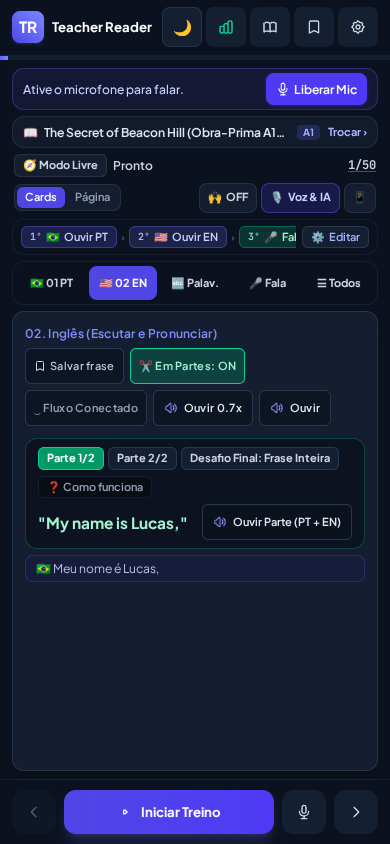 TR Teacher Reader
Ative o microfone para falar. Liberar Mic
The Secret of Beacon Hill (Obra-Prima A1... A1 Trocar ›
Modo Livre Pronto 1/50
Cards Página OFF Voz & IA
1° Ouvir PT › 2° Ouvir EN › 3° Fal Editar
01 PT 02 EN Palav. Fala Todos
02. Inglês (Escutar e Pronunciar)
Salvar frase Em Partes: ON
Fluxo Conectado Ouvir 0.7x Ouvir
Parte 1/2 Parte 2/2 Desafio Final: Frase Inteira
Como funciona
"My name is Lucas," Ouvir Parte (PT + EN)
Meu nome é Lucas,
Iniciar Treino